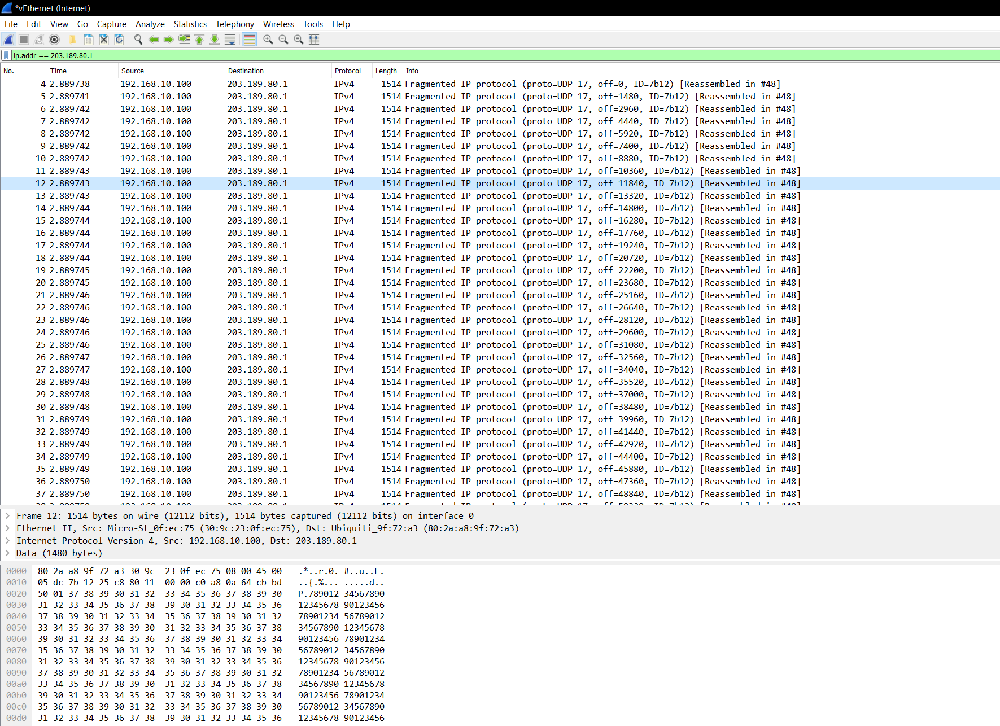 *vEthernet (Internet)
File Edit View Go Capture Analyze Statistics Telephony Wireless Tools Help
ip.addr == 203.189.80.1
No. Time Source Destination Protocol Length Info
4 2.889738 192.168.10.100 203.189.80.1 IPv4 1514 Fragmented IP protocol (proto=UDP 17, off=0, ID=7b12) [Reassembled in #48]
5 2.889741 192.168.10.100 203.189.80.1 IPv4 1514 Fragmented IP protocol (proto=UDP 17, off=1480, ID=7b12) [Reassembled in #48]
6 2.889742 192.168.10.100 203.189.80.1 IPv4 1514 Fragmented IP protocol (proto=UDP 17, off=2960, ID=7b12) [Reassembled in #48]
7 2.889742 192.168.10.100 203.189.80.1 IPv4 1514 Fragmented IP protocol (proto=UDP 17, off=4440, ID=7b12) [Reassembled in #48]
8 2.889742 192.168.10.100 203.189.80.1 IPv4 1514 Fragmented IP protocol (proto=UDP 17, off=5920, ID=7b12) [Reassembled in #48]
9 2.889742 192.168.10.100 203.189.80.1 IPv4 1514 Fragmented IP protocol (proto=UDP 17, off=7400, ID=7b12) [Reassembled in #48]
10 2.889742 192.168.10.100 203.189.80.1 IPv4 1514 Fragmented IP protocol (proto=UDP 17, off=8880, ID=7b12) [Reassembled in #48]
11 2.889743 192.168.10.100 203.189.80.1 IPv4 1514 Fragmented IP protocol (proto=UDP 17, off=10360, ID=7b12) [Reassembled in #48]
12 2.889743 192.168.10.100 203.189.80.1 IPv4 1514 Fragmented IP protocol (proto=UDP 17, off=11840, ID=7b12) [Reassembled in #48]
13 2.889743 192.168.10.100 203.189.80.1 IPv4 1514 Fragmented IP protocol (proto=UDP 17, off=13320, ID=7b12) [Reassembled in #48]
14 2.889744 192.168.10.100 203.189.80.1 IPv4 1514 Fragmented IP protocol (proto=UDP 17, off=14800, ID=7b12) [Reassembled in #48]
15 2.889744 192.168.10.100 203.189.80.1 IPv4 1514 Fragmented IP protocol (proto=UDP 17, off=16280, ID=7b12) [Reassembled in #48]
16 2.889744 192.168.10.100 203.189.80.1 IPv4 1514 Fragmented IP protocol (proto=UDP 17, off=17760, ID=7b12) [Reassembled in #48]
17 2.889744 192.168.10.100 203.189.80.1 IPv4 1514 Fragmented IP protocol (proto=UDP 17, off=19240, ID=7b12) [Reassembled in #48]
18 2.889744 192.168.10.100 203.189.80.1 IPv4 1514 Fragmented IP protocol (proto=UDP 17, off=20720, ID=7b12) [Reassembled in #48]
19 2.889745 192.168.10.100 203.189.80.1 IPv4 1514 Fragmented IP protocol (proto=UDP 17, off=22200, ID=7b12) [Reassembled in #48]
20 2.889745 192.168.10.100 203.189.80.1 IPv4 1514 Fragmented IP protocol (proto=UDP 17, off=23680, ID=7b12) [Reassembled in #48]
21 2.889746 192.168.10.100 203.189.80.1 IPv4 1514 Fragmented IP protocol (proto=UDP 17, off=25160, ID=7b12) [Reassembled in #48]
22 2.889746 192.168.10.100 203.189.80.1 IPv4 1514 Fragmented IP protocol (proto=UDP 17, off=26640, ID=7b12) [Reassembled in #48]
23 2.889746 192.168.10.100 203.189.80.1 IPv4 1514 Fragmented IP protocol (proto=UDP 17, off=28120, ID=7b12) [Reassembled in #48]
24 2.889746 192.168.10.100 203.189.80.1 IPv4 1514 Fragmented IP protocol (proto=UDP 17, off=29600, ID=7b12) [Reassembled in #48]
25 2.889746 192.168.10.100 203.189.80.1 IPv4 1514 Fragmented IP protocol (proto=UDP 17, off=31080, ID=7b12) [Reassembled in #48]
26 2.889747 192.168.10.100 203.189.80.1 IPv4 1514 Fragmented IP protocol (proto=UDP 17, off=32560, ID=7b12) [Reassembled in #48]
27 2.889747 192.168.10.100 203.189.80.1 IPv4 1514 Fragmented IP protocol (proto=UDP 17, off=34040, ID=7b12) [Reassembled in #48]
28 2.889748 192.168.10.100 203.189.80.1 IPv4 1514 Fragmented IP protocol (proto=UDP 17, off=35520, ID=7b12) [Reassembled in #48]
29 2.889748 192.168.10.100 203.189.80.1 IPv4 1514 Fragmented IP protocol (proto=UDP 17, off=37000, ID=7b12) [Reassembled in #48]
30 2.889748 192.168.10.100 203.189.80.1 IPv4 1514 Fragmented IP protocol (proto=UDP 17, off=38480, ID=7b12) [Reassembled in #48]
31 2.889749 192.168.10.100 203.189.80.1 IPv4 1514 Fragmented IP protocol (proto=UDP 17, off=39960, ID=7b12) [Reassembled in #48]
32 2.889749 192.168.10.100 203.189.80.1 IPv4 1514 Fragmented IP protocol (proto=UDP 17, off=41440, ID=7b12) [Reassembled in #48]
33 2.889749 192.168.10.100 203.189.80.1 IPv4 1514 Fragmented IP protocol (proto=UDP 17, off=42920, ID=7b12) [Reassembled in #48]
34 2.889749 192.168.10.100 203.189.80.1 IPv4 1514 Fragmented IP protocol (proto=UDP 17, off=44400, ID=7b12) [Reassembled in #48]
35 2.889749 192.168.10.100 203.189.80.1 IPv4 1514 Fragmented IP protocol (proto=UDP 17, off=45880, ID=7b12) [Reassembled in #48]
36 2.889750 192.168.10.100 203.189.80.1 IPv4 1514 Fragmented IP protocol (proto=UDP 17, off=47360, ID=7b12) [Reassembled in #48]
37 2.889750 192.168.10.100 203.189.80.1 IPv4 1514 Fragmented IP protocol (proto=UDP 17, off=48840, ID=7b12) [Reassembled in #48]
Frame 12: 1514 bytes on wire (12112 bits), 1514 bytes captured (12112 bits) on interface 0
Ethernet II, Src: Micro-St_0f:ec:75 (30:9c:23:0f:ec:75), Dst: Ubiquiti_9f:72:a3 (80:2a:a8:9f:72:a3)
Internet Protocol Version 4, Src: 192.168.10.100, Dst: 203.189.80.1
Data (1480 bytes)
0000 80 2a a8 9f 72 a3 30 9c 23 0f ec 75 08 00 45 00 .*..r.0. #..u..E.
0010 05 dc 7b 12 25 c8 80 11 00 00 c0 a8 0a 64 cb bd ..{.%... .....d..
0020 50 01 37 38 39 30 31 32 33 34 35 36 37 38 39 30 P.789012 34567890
0030 31 32 33 34 35 36 37 38 39 30 31 32 33 34 35 36 12345678 90123456
0040 37 38 39 30 31 32 33 34 35 36 37 38 39 30 31 32 78901234 56789012
0050 33 34 35 36 37 38 39 30 31 32 33 34 35 36 37 38 34567890 12345678
0060 39 30 31 32 33 34 35 36 37 38 39 30 31 32 33 34 90123456 78901234
0070 35 36 37 38 39 30 31 32 33 34 35 36 37 38 39 30 56789012 34567890
0080 31 32 33 34 35 36 37 38 39 30 31 32 33 34 35 36 12345678 90123456
0090 37 38 39 30 31 32 33 34 35 36 37 38 39 30 31 32 78901234 56789012
00a0 33 34 35 36 37 38 39 30 31 32 33 34 35 36 37 38 34567890 12345678
00b0 39 30 31 32 33 34 35 36 37 38 39 30 31 32 33 34 90123456 78901234
00c0 35 36 37 38 39 30 31 32 33 34 35 36 37 38 39 30 56789012 34567890
00d0 31 32 33 34 35 36 37 38 39 30 31 32 33 34 35 36 12345678 90123456